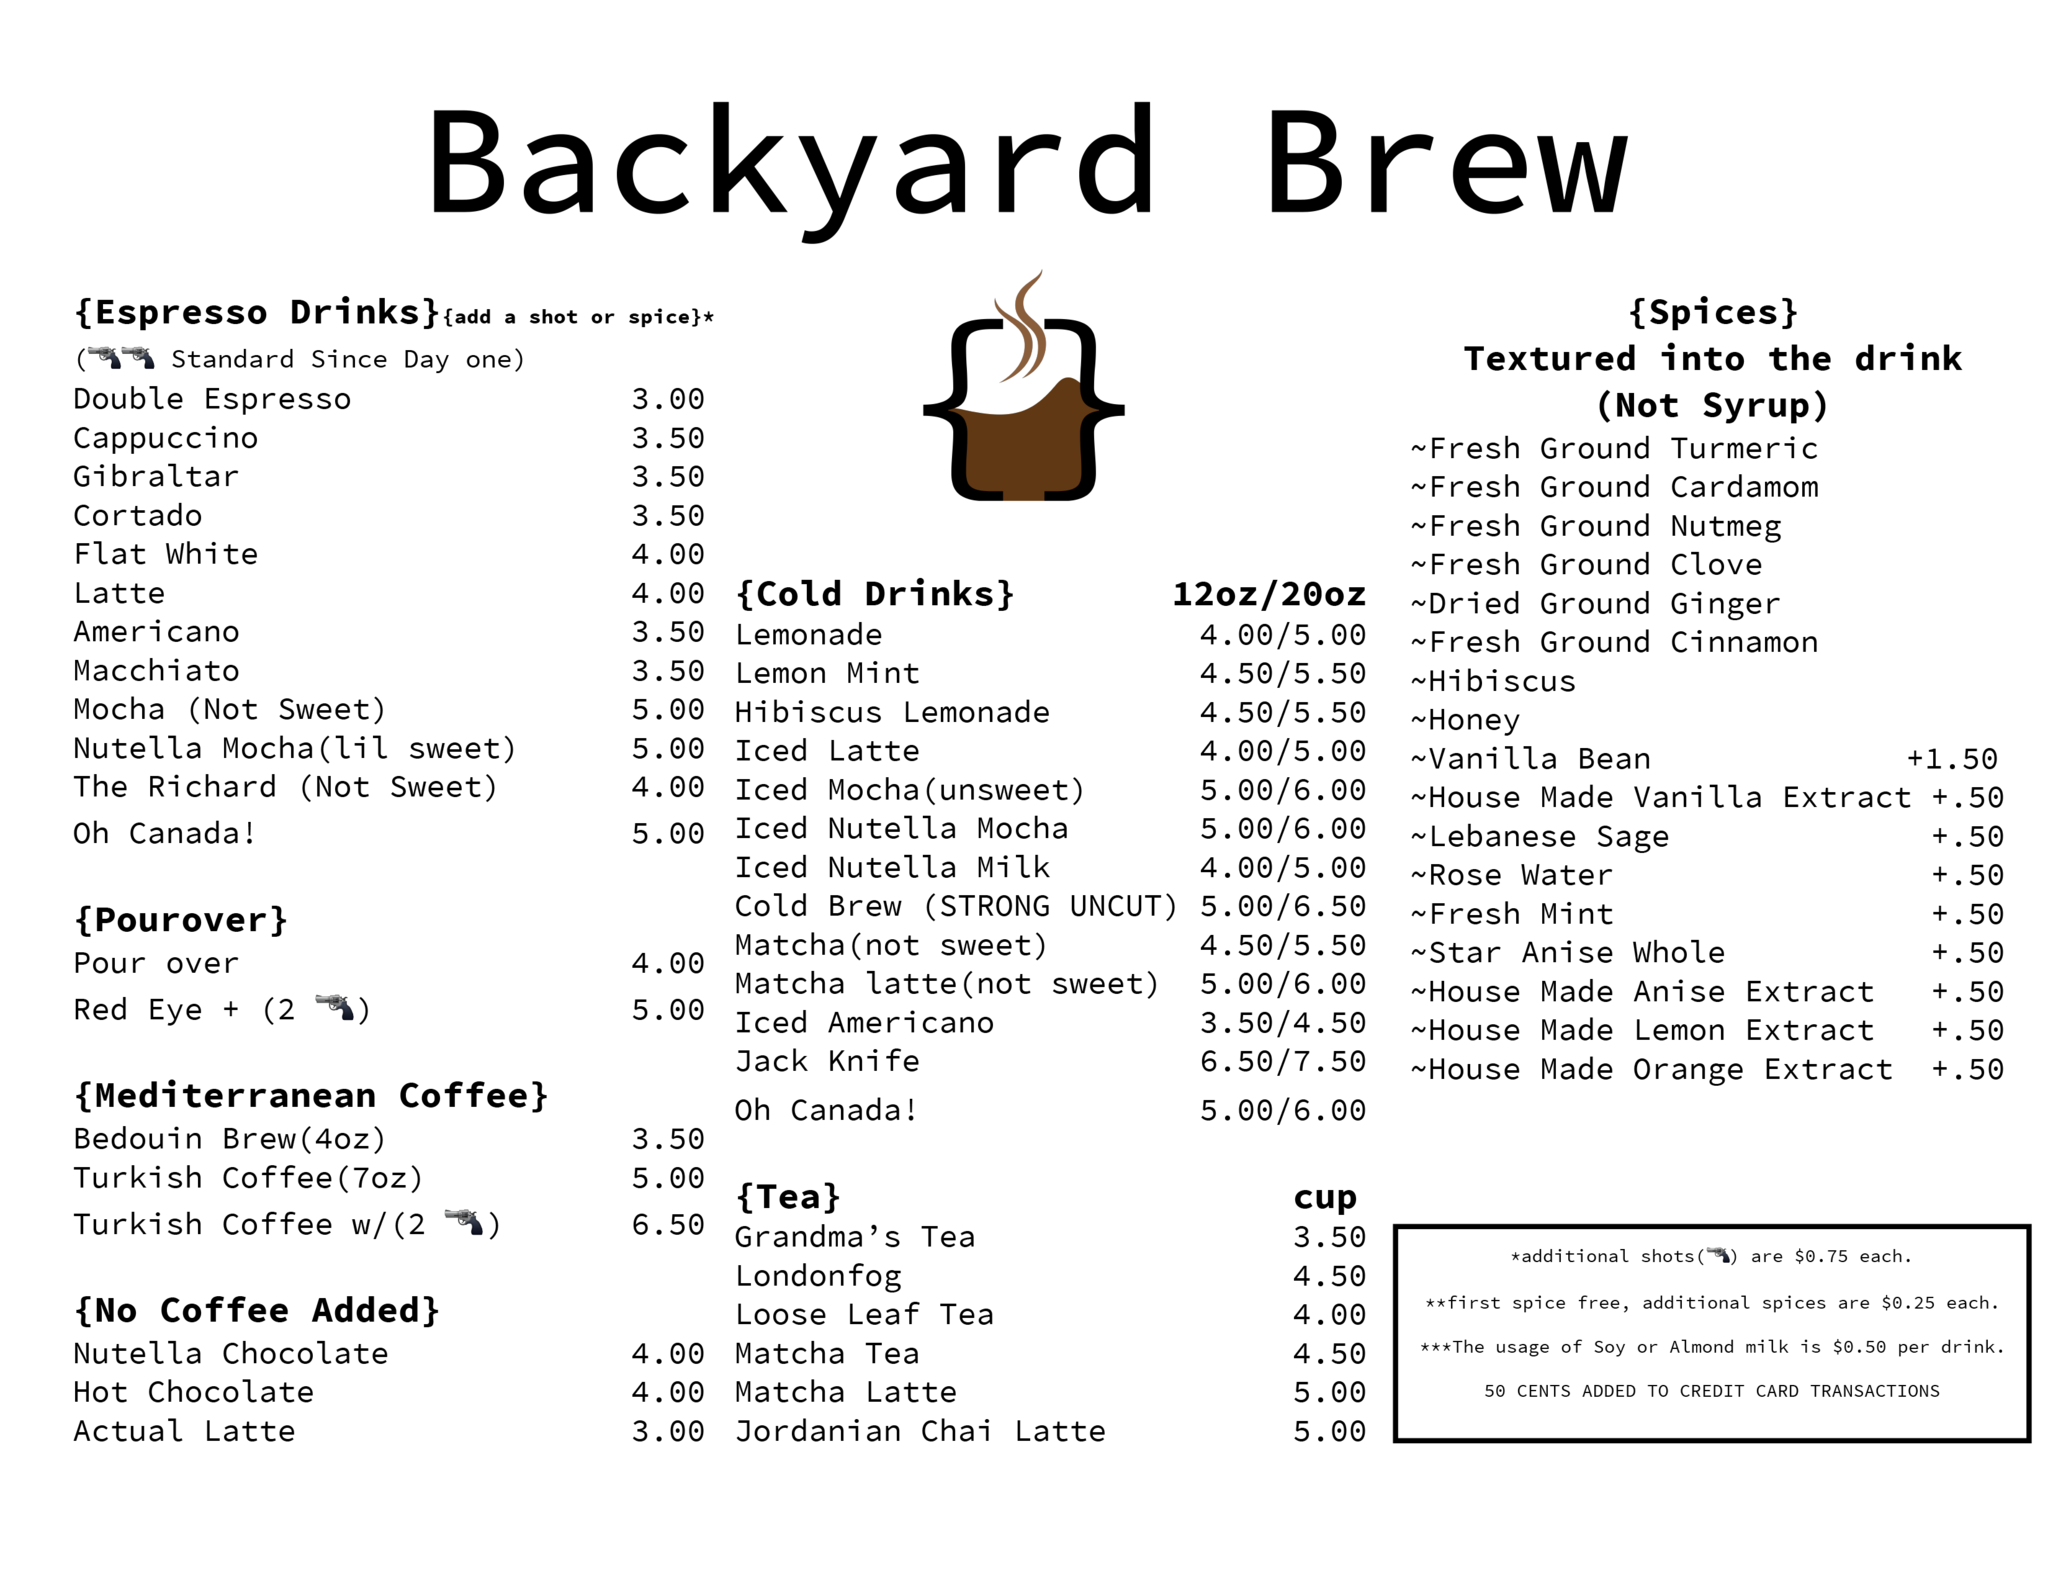 Backyard Brew
{Espresso Drinks}{add a shot or spice}*
(🔫🔫 Standard Since Day one)
Double Espresso 3.00
Cappuccino 3.50
Gibraltar 3.50
Cortado 3.50
Flat White 4.00
Latte 4.00
Americano 3.50
Macchiato 3.50
Mocha (Not Sweet) 5.00
Nutella Mocha(lil sweet) 5.00
The Richard (Not Sweet) 4.00
Oh Canada! 5.00
{Pourover}
Pour over 4.00
Red Eye + (2 🔫) 5.00
{Mediterranean Coffee}
Bedouin Brew(4oz) 3.50
Turkish Coffee(7oz) 5.00
Turkish Coffee w/(2 🔫) 6.50
{No Coffee Added}
Nutella Chocolate 4.00
Hot Chocolate 4.00
Actual Latte 3.00
{Cold Drinks} 12oz/20oz
Lemonade 4.00/5.00
Lemon Mint 4.50/5.50
Hibiscus Lemonade 4.50/5.50
Iced Latte 4.00/5.00
Iced Mocha(unsweet) 5.00/6.00
Iced Nutella Mocha 5.00/6.00
Iced Nutella Milk 4.00/5.00
Cold Brew (STRONG UNCUT) 5.00/6.50
Matcha(not sweet) 4.50/5.50
Matcha latte(not sweet) 5.00/6.00
Iced Americano 3.50/4.50
Jack Knife 6.50/7.50
Oh Canada! 5.00/6.00
{Tea} cup
Grandma’s Tea 3.50
Londonfog 4.50
Loose Leaf Tea 4.00
Matcha Tea 4.50
Matcha Latte 5.00
Jordanian Chai Latte 5.00
{Spices}
Textured into the drink
(Not Syrup)
~Fresh Ground Turmeric
~Fresh Ground Cardamom
~Fresh Ground Nutmeg
~Fresh Ground Clove
~Dried Ground Ginger
~Fresh Ground Cinnamon
~Hibiscus
~Honey
~Vanilla Bean +1.50
~House Made Vanilla Extract +.50
~Lebanese Sage +.50
~Rose Water +.50
~Fresh Mint +.50
~Star Anise Whole +.50
~House Made Anise Extract +.50
~House Made Lemon Extract +.50
~House Made Orange Extract +.50
*additional shots(🔫) are $0.75 each.
**first spice free, additional spices are $0.25 each.
***The usage of Soy or Almond milk is $0.50 per drink.
50 CENTS ADDED TO CREDIT CARD TRANSACTIONS